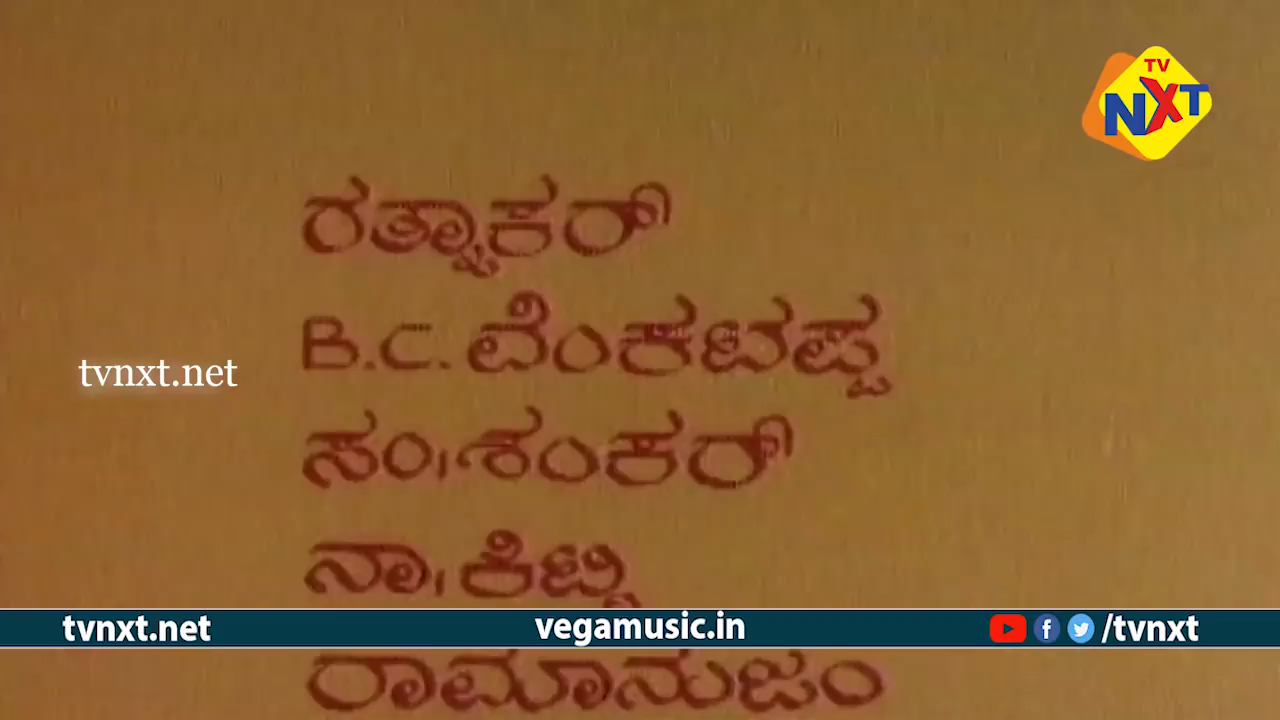 TV
NXT
ರತ್ನಾಕರ್
B.C. ವೆಂಕಟಪ್ಪ
tvnxt.net
ಸಂ।ಶಂಕರ್
ನಾ।
tvnxt.net
vegamusic.in
/tvnxt
ರಾಮಾನುಜಂ